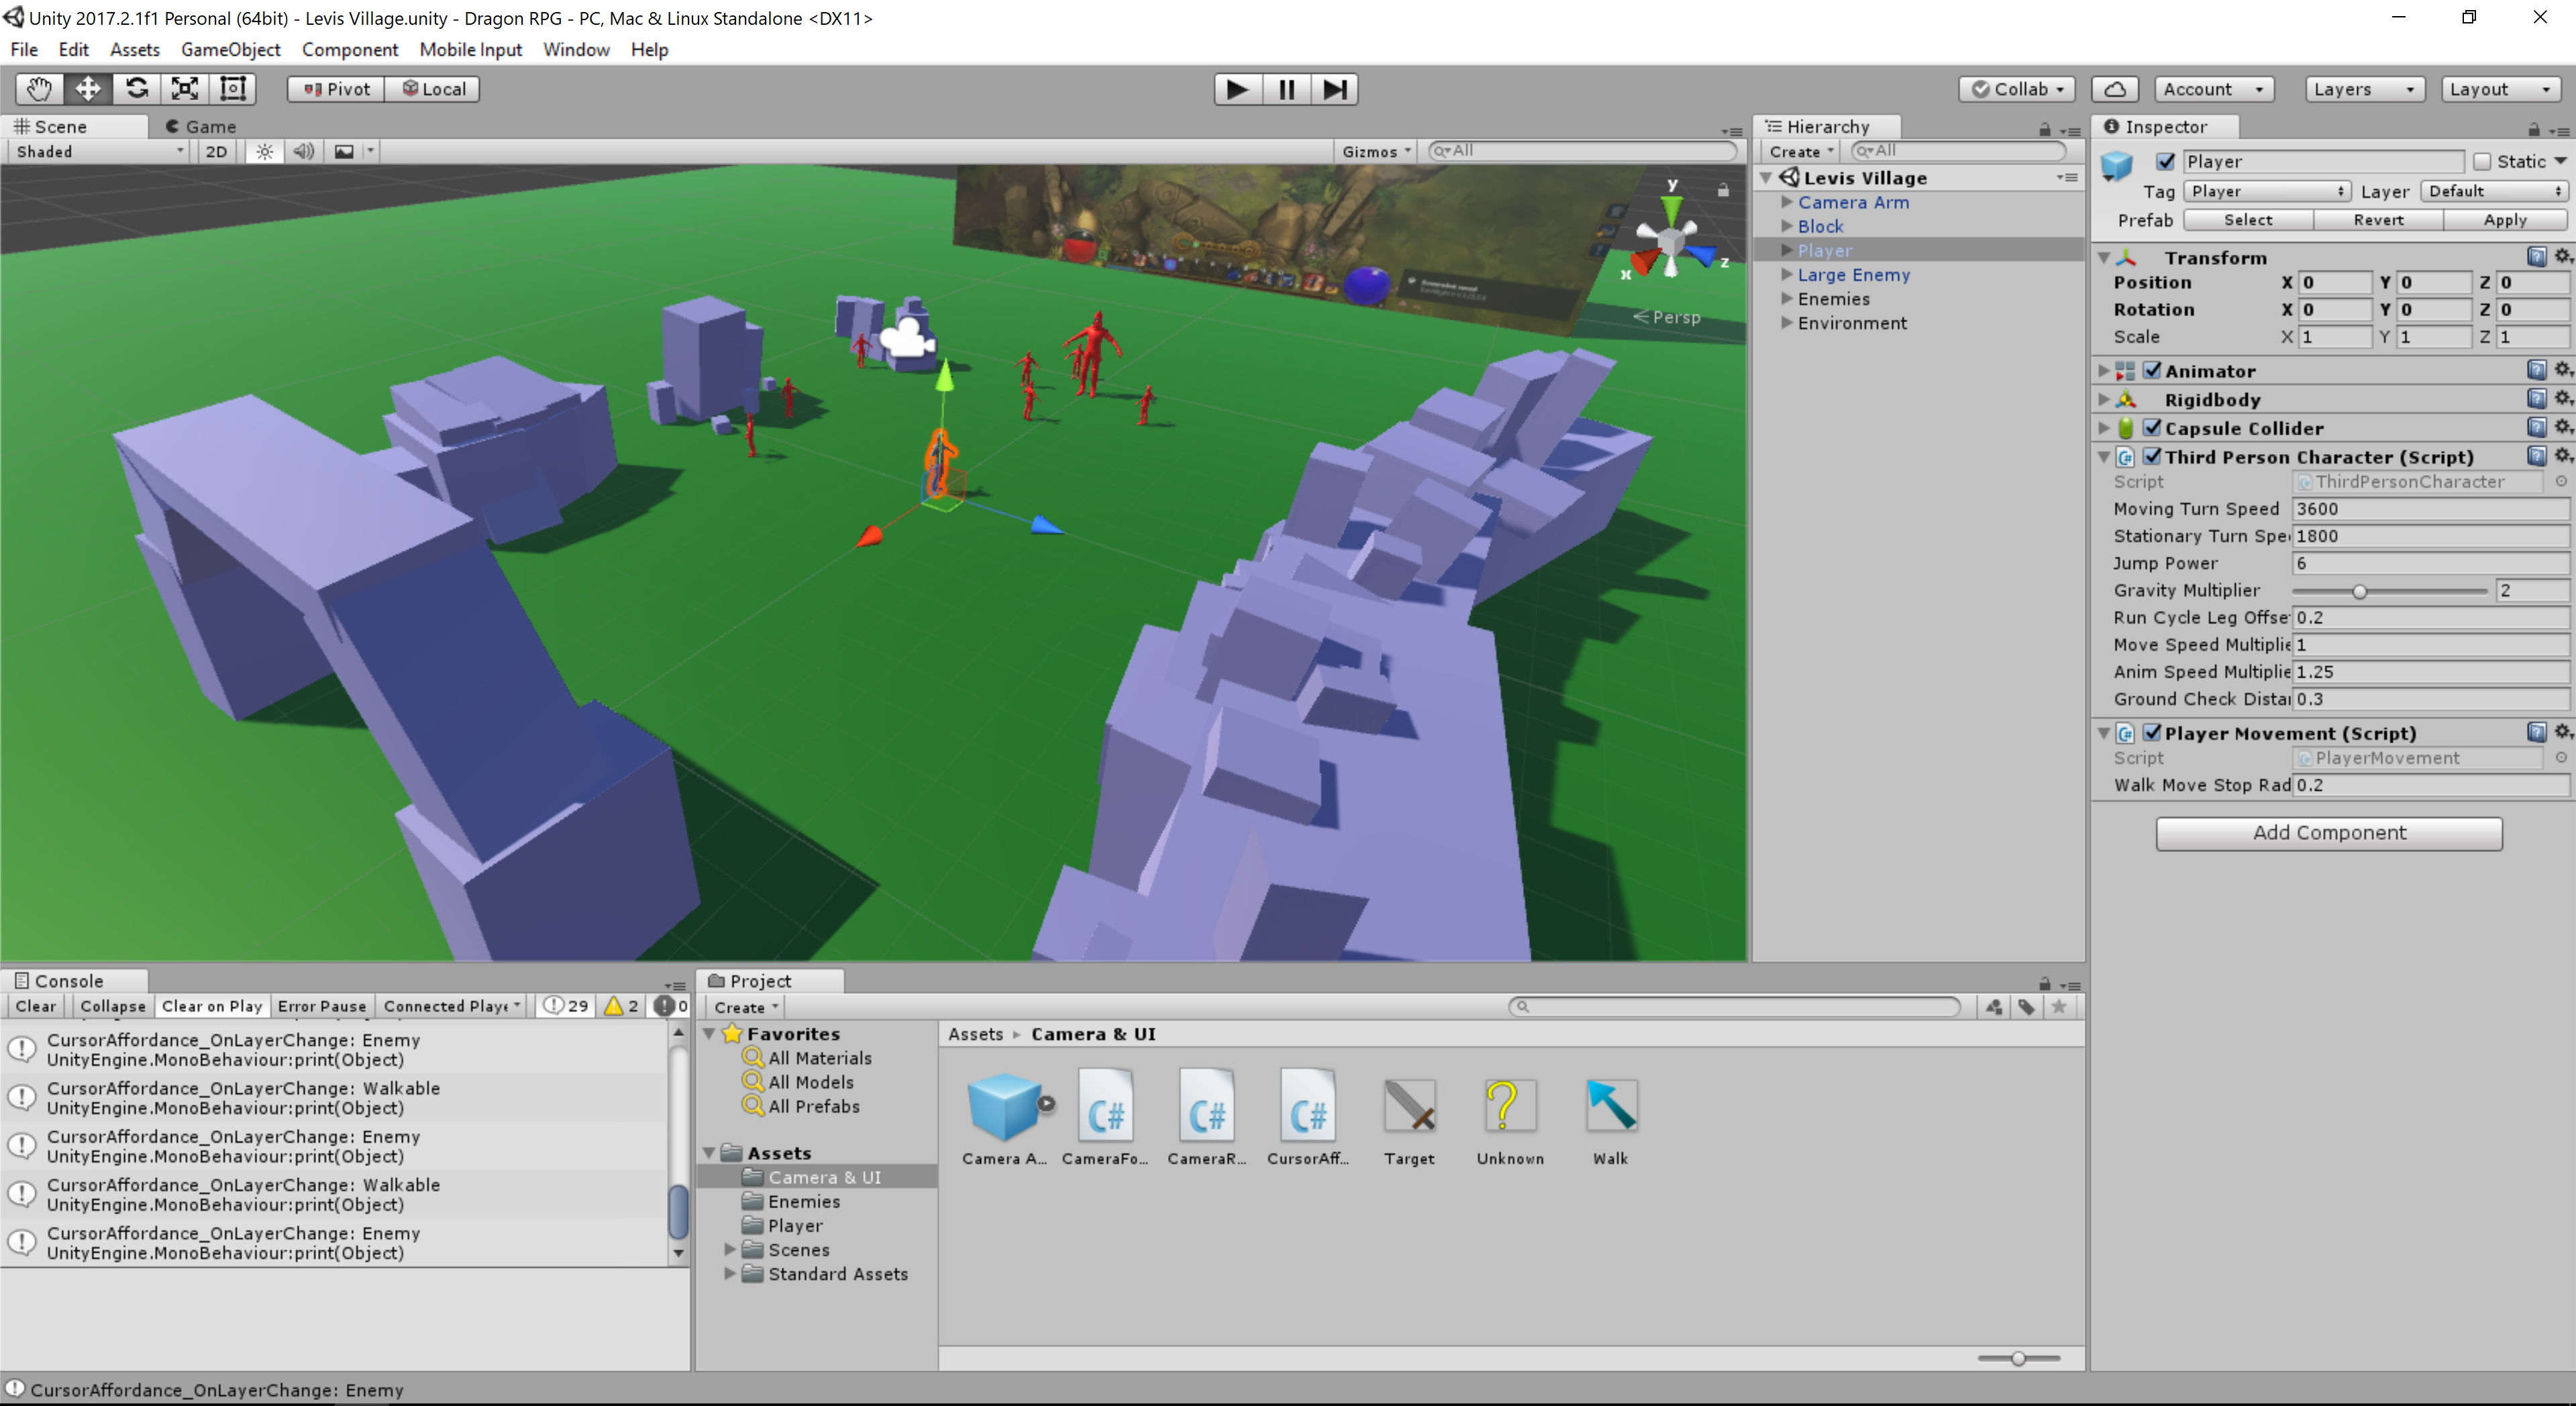 Unity 2017.2.1f1 Personal (64bit) - Levis Village.unity - Dragon RPG - PC, Mac & Linux Standalone <DX11>
File Edit Assets GameObject Component Mobile Input Window Help
Pivot Local Collab Account Layers Layout
Scene Game
Shaded 2D Gizmos All
y
x
z
Persp
Hierarchy
Create All
Levis Village
Camera Arm
Block
Player
Large Enemy
Enemies
Environment
Inspector
Player Static
Tag Player Layer Default
Prefab Select Revert Apply
Transform
Position X 0 Y 0 Z 0
Rotation X 0 Y 0 Z 0
Scale X 1 Y 1 Z 1
Animator
Rigidbody
Capsule Collider
Third Person Character (Script)
Script ThirdPersonCharacter
Moving Turn Speed 3600
Stationary Turn Spe 1800
Jump Power 6
Gravity Multiplier 2
Run Cycle Leg Offse 0.2
Move Speed Multiplie 1
Anim Speed Multiplie 1.25
Ground Check Dista 0.3
Player Movement (Script)
Script PlayerMovement
Walk Move Stop Rad 0.2
Add Component
Console
Clear Collapse Clear on Play Error Pause Connected Playe 29 2 0
CursorAffordance_OnLayerChange: Enemy
UnityEngine.MonoBehaviour:print(Object)
CursorAffordance_OnLayerChange: Walkable
UnityEngine.MonoBehaviour:print(Object)
CursorAffordance_OnLayerChange: Enemy
UnityEngine.MonoBehaviour:print(Object)
CursorAffordance_OnLayerChange: Walkable
UnityEngine.MonoBehaviour:print(Object)
CursorAffordance_OnLayerChange: Enemy
UnityEngine.MonoBehaviour:print(Object)
Project
Create
Favorites
All Materials
All Models
All Prefabs
Assets
Camera & UI
Enemies
Player
Scenes
Standard Assets
Assets Camera & UI
C# C# C#
Camera A... CameraFo... CameraR... CursorAff... Target Unknown Walk
CursorAffordance_OnLayerChange: Enemy